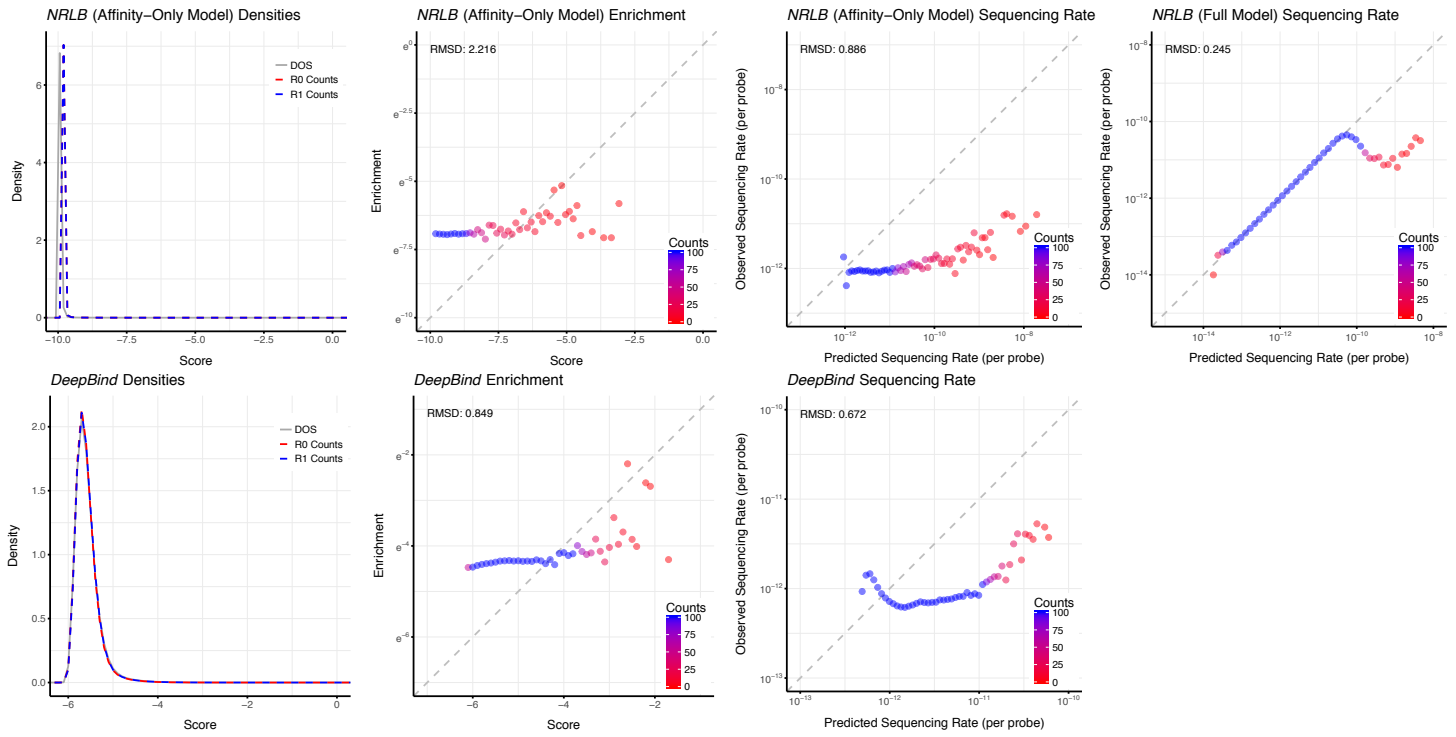 NRLB (Affinity−Only Model) Densities
7
6
4
2
0
DOS
R0 Counts
R1 Counts
−10.0 −7.5 −5.0 −2.5 0.0
Density
Score
NRLB (Affinity−Only Model) Enrichment
RMSD: 2.216
e^0
e^−2.5
e^−5
e^−7.5
e^−10
Counts
100
75
50
25
0
−10.0 −7.5 −5.0 −2.5 0.0
Enrichment
Score
NRLB (Affinity−Only Model) Sequencing Rate
RMSD: 0.886
10^−8
10^−10
10^−12
Counts
100
75
50
25
0
10^−12 10^−10 10^−8
Observed Sequencing Rate (per probe)
Predicted Sequencing Rate (per probe)
NRLB (Full Model) Sequencing Rate
RMSD: 0.245
10^−8
10^−10
10^−12
10^−14
Counts
100
75
50
25
0
10^−14 10^−12 10^−10 10^−8
Observed Sequencing Rate (per probe)
Predicted Sequencing Rate (per probe)
DeepBind Densities
2.0
1.5
1.0
0.5
0.0
DOS
R0 Counts
R1 Counts
−6 −4 −2 0
Density
Score
DeepBind Enrichment
RMSD: 0.849
e^−2
e^−4
e^−6
Counts
100
75
50
25
0
−6 −4 −2
Enrichment
Score
DeepBind Sequencing Rate
RMSD: 0.672
10^−10
10^−11
10^−12
10^−13
Counts
100
75
50
25
0
10^−13 10^−12 10^−11 10^−10
Observed Sequencing Rate (per probe)
Predicted Sequencing Rate (per probe)